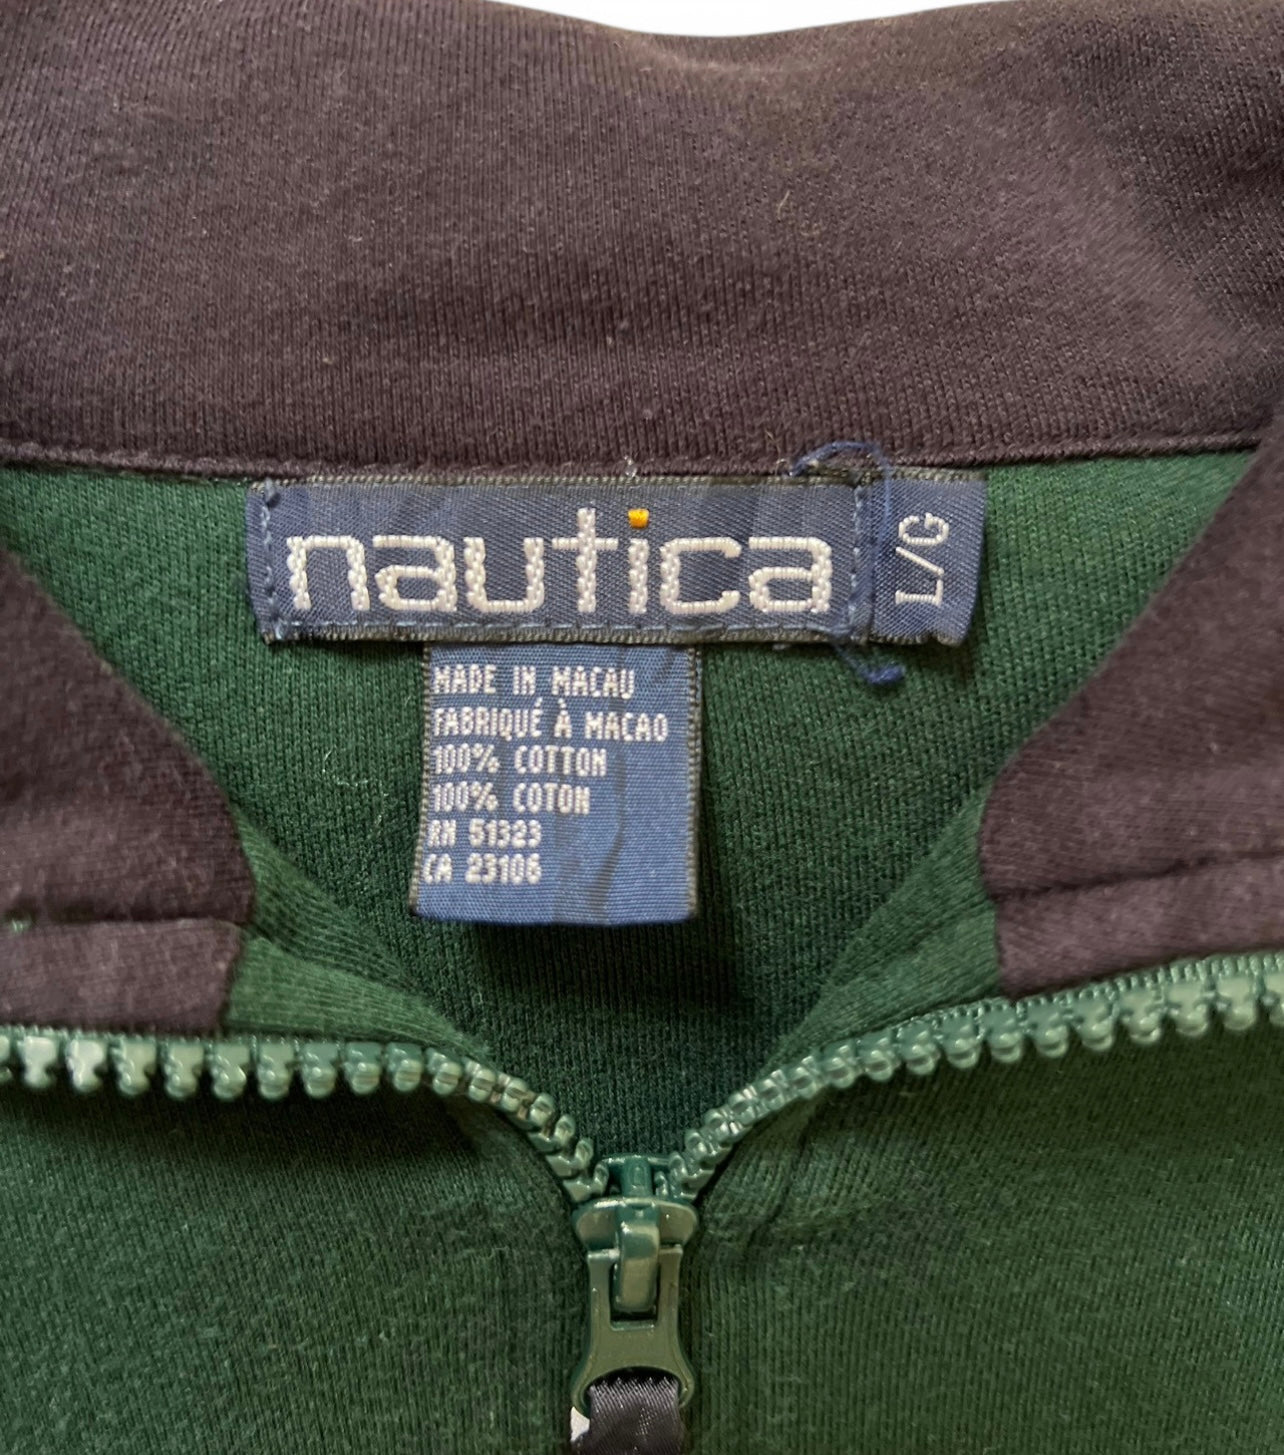 nautica
L/G
MADE IN MACAU
FABRIQUÉ À MACAO
100% COTTON
100% COTON
RN 51323
CA 23106